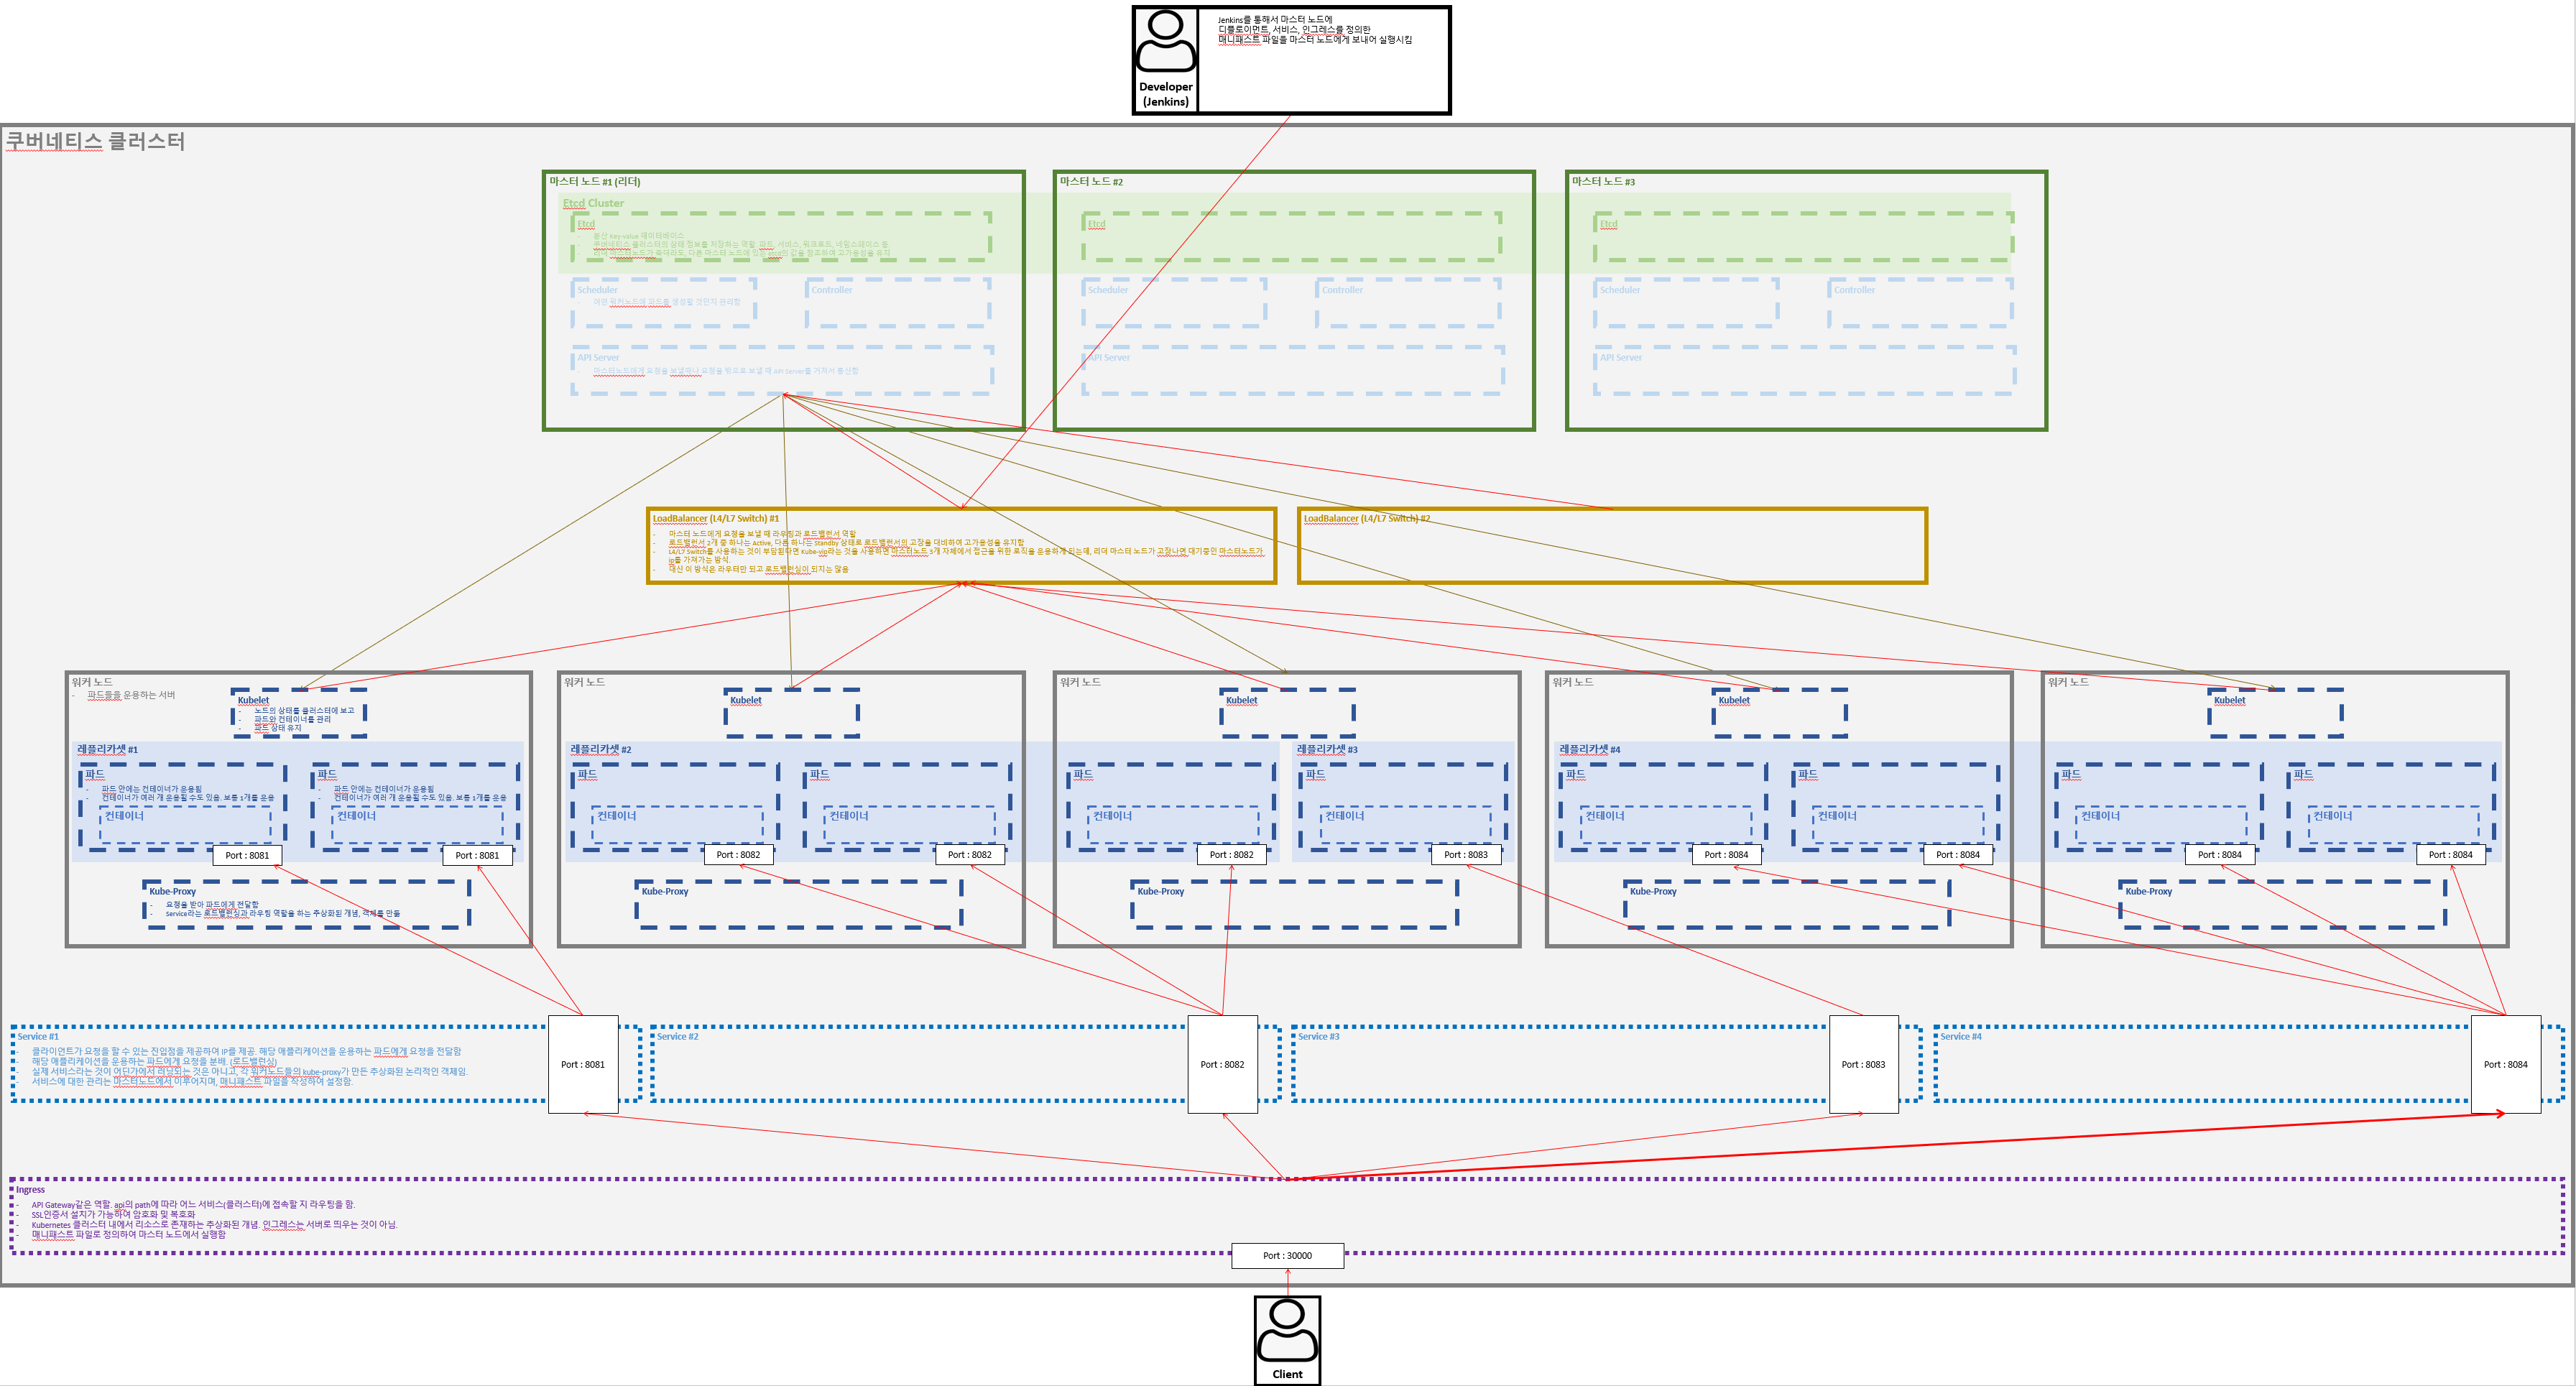 Jenkins를 통해서 마스터 노드에
디플로이먼트, 서비스, 인그레스를 정의한
매니패스트 파일을 마스터 노드에게 보내어 실행시킴
Developer
(Jenkins)
쿠버네티스 클러스터
마스터 노드 #1 (리더)
마스터 노드 #2
마스터 노드 #3
Etcd Cluster
Etcd
- 분산 Key-value 데이터베이스
- 쿠버네티스 클러스터의 상태 정보를 저장하는 역할. 파드, 서비스, 워크로드, 네임스페이스 등.
- 리더 마스터노드가 죽더라도, 다른 마스터 노드에 있는 etcd의 값을 참조하여 고가용성을 유지
Etcd
Etcd
Scheduler
- 어떤 워커노드에 파드를 생성할 것인지 관리함
Controller
Scheduler
Controller
Scheduler
Controller
API Server
- 마스터노드에게 요청을 보낼때나 요청을 밖으로 보낼 때 API Server를 거쳐서 통신함
API Server
API Server
LoadBalancer (L4/L7 Switch) #1
- 마스터 노드에게 요청을 보낼 때 라우팅과 로드밸런서 역할
- 로드밸런서 2개 중 하나는 Active, 다른 하나는 Standby 상태로 로드밸런서의 고장을 대비하여 고가용성을 유지함
- L4/L7 Switch를 사용하는 것이 부담된다면 Kube-vip라는 것을 사용하면 마스터노드 3개 자체에서 접근을 위한 로직을 운용하게 되는데, 리더 마스터 노드가 고장나면 대기중인 마스터노드가
ip를 가져가는 방식.
- 대신 이 방식은 라우터만 되고 로드밸런싱이 되지는 않음
LoadBalancer (L4/L7 Switch) #2
워커 노드
- 파드들을 운용하는 서버
Kubelet
- 노드의 상태를 클러스터에 보고
- 파드와 컨테이너를 관리
- 파드 상태 유지
워커 노드
Kubelet
워커 노드
Kubelet
워커 노드
Kubelet
워커 노드
Kubelet
레플리카셋 #1
레플리카셋 #2
레플리카셋 #3
레플리카셋 #4
파드
- 파드 안에는 컨테이너가 운용됨
- 컨테이너가 여러 개 운용될 수도 있음. 보통 1개를 운용
컨테이너
Port : 8081
파드
- 파드 안에는 컨테이너가 운용됨
- 컨테이너가 여러 개 운용될 수도 있음. 보통 1개를 운용
컨테이너
Port : 8081
파드
컨테이너
Port : 8082
파드
컨테이너
Port : 8082
파드
컨테이너
Port : 8082
파드
컨테이너
Port : 8083
파드
컨테이너
Port : 8084
파드
컨테이너
Port : 8084
파드
컨테이너
Port : 8084
파드
컨테이너
Port : 8084
Kube-Proxy
- 요청을 받아 파드에게 전달함
- Service라는 로드밸런싱과 라우팅 역할을 하는 추상화된 개념, 객체를 만듦
Kube-Proxy
Kube-Proxy
Kube-Proxy
Kube-Proxy
Service #1
- 클라이언트가 요청을 할 수 있는 진입점을 제공하여 IP를 제공. 해당 애플리케이션을 운용하는 파드에게 요청을 전달함
- 해당 애플리케이션을 운용하는 파드에게 요청을 분배. (로드밸런싱)
- 실제 서비스라는 것이 어딘가에서 러닝되는 것은 아니고, 각 워커노드들의 kube-proxy가 만든 추상화된 논리적인 객체임.
- 서비스에 대한 관리는 마스터노드에서 이루어지며, 매니패스트 파일을 작성하여 설정함.
Port : 8081
Service #2
Port : 8082
Service #3
Port : 8083
Service #4
Port : 8084
Ingress
- API Gateway같은 역할. api의 path에 따라 어느 서비스(클러스터)에 접속할 지 라우팅을 함.
- SSL인증서 설치가 가능하여 암호화 및 복호화
- Kubernetes 클러스터 내에서 리소스로 존재하는 추상화된 개념. 인그레스는 서버로 띄우는 것이 아님.
- 매니패스트 파일로 정의하여 마스터 노드에서 실행함
Port : 30000
Client